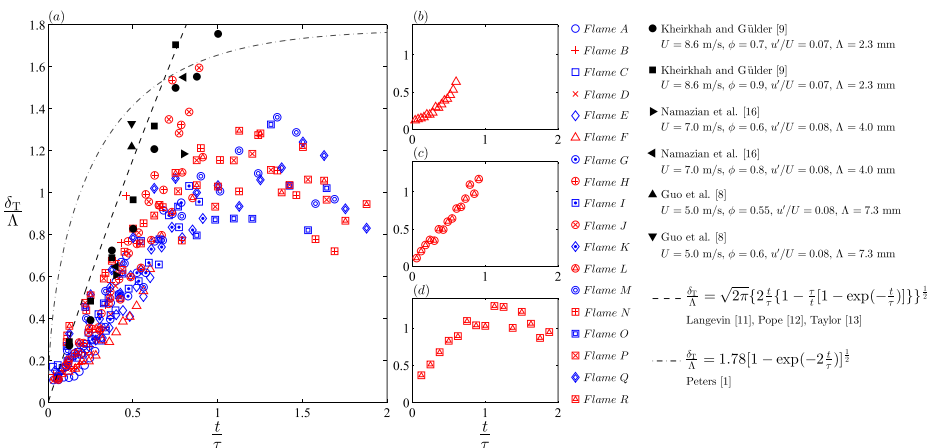 (a)
1.8
1.6
1.4
1.2
1
0.8
0.6
0.4
0.2
0
δT/Λ
0 0.5 1 1.5 2
t/τ
(b)
1
0.5
0
0 1 2
t/τ
(c)
1
0.5
0
0 1 2
(d)
1
0.5
0
0 1 2
t/τ
Flame A
Flame B
Flame C
Flame D
Flame E
Flame F
Flame G
Flame H
Flame I
Flame J
Flame K
Flame L
Flame M
Flame N
Flame O
Flame P
Flame Q
Flame R
Kheirkhah and Gülder [9]
U = 8.6 m/s, ϕ = 0.7, u′/U = 0.07, Λ = 2.3 mm
Kheirkhah and Gülder [9]
U = 8.6 m/s, ϕ = 0.9, u′/U = 0.07, Λ = 2.3 mm
Namazian et al. [16]
U = 7.0 m/s, ϕ = 0.6, u′/U = 0.08, Λ = 4.0 mm
Namazian et al. [16]
U = 7.0 m/s, ϕ = 0.8, u′/U = 0.08, Λ = 4.0 mm
Guo et al. [8]
U = 5.0 m/s, ϕ = 0.55, u′/U = 0.08, Λ = 7.3 mm
Guo et al. [8]
U = 5.0 m/s, ϕ = 0.6, u′/U = 0.08, Λ = 7.3 mm
δT/Λ = √2π{2 t/τ{1 − τ/t[1 − exp(−t/τ)]}}^1/2
Langevin [11], Pope [12], Taylor [13]
δT/Λ = 1.78[1 − exp(−2 t/τ)]^1/2
Peters [1]